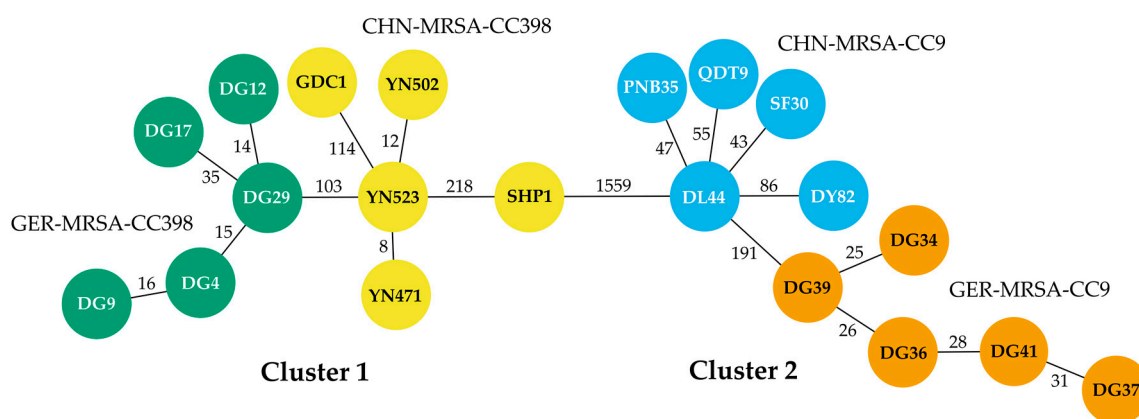 CHN-MRSA-CC398
CHN-MRSA-CC9
GDC1
YN502
DG12
DG17
PNB35
QDT9
SF30
14
35
114
12
47
55
43
DG29
103
YN523
218
SHP1
1559
DL44
86
DY82
GER-MRSA-CC398
15
8
191
25
DG34
DG9
16
DG4
YN471
DG39
GER-MRSA-CC9
26
DG36
28
DG41
31
DG37
Cluster 1
Cluster 2